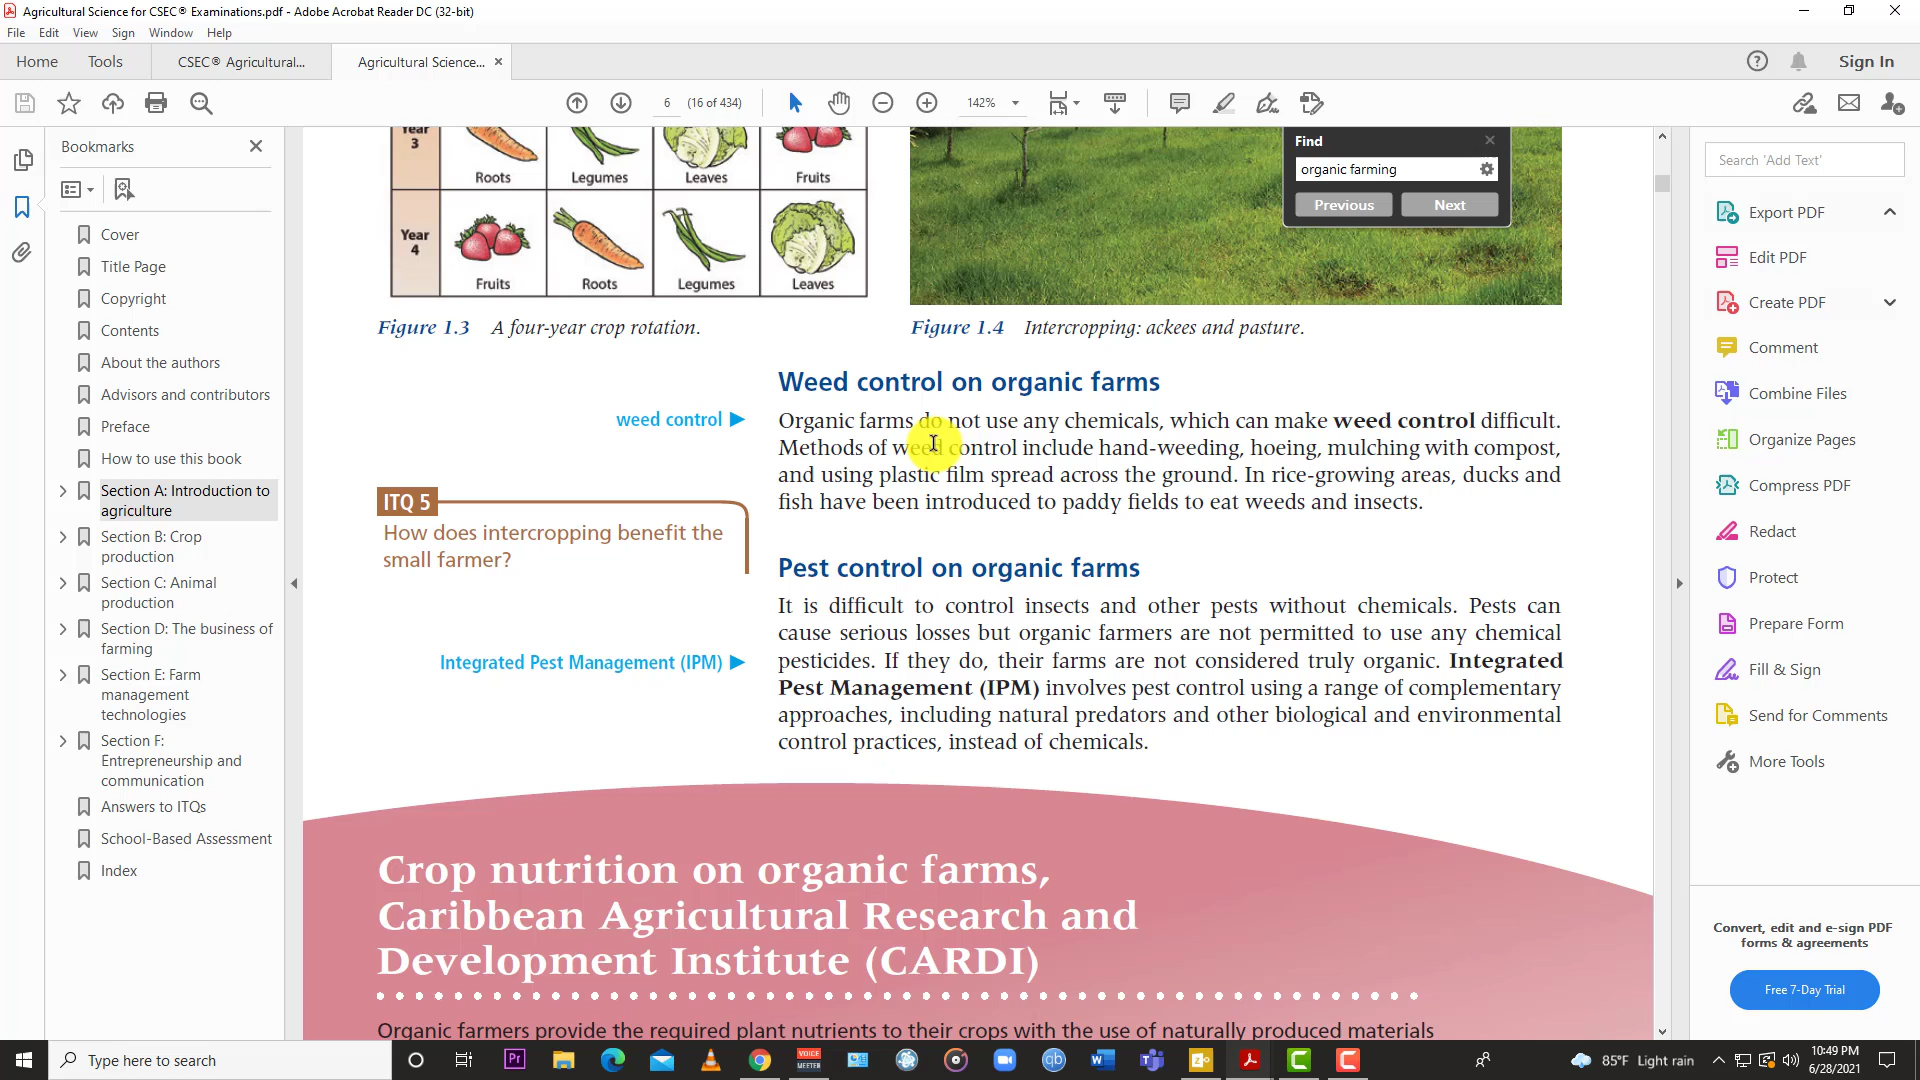 Agricultural Science for CSEC® Examinations.pdf - Adobe Acrobat Reader DC (32-bit)
File Edit View Sign Window Help
Home Tools CSEC® Agricultural... Agricultural Science... ×
Sign In
6 (16 of 434) 142%
Bookmarks
Cover
Title Page
Copyright
Contents
About the authors
Advisors and contributors
Preface
How to use this book
Section A: Introduction to
agriculture
Section B: Crop
production
Section C: Animal
production
Section D: The business of
farming
Section E: Farm
management
technologies
Section F:
Entrepreneurship and
communication
Answers to ITQs
School-Based Assessment
Index
Year
3
Roots Legumes Leaves Fruits
Year
4
Fruits Roots Legumes Leaves
Figure 1.3 A four-year crop rotation.
Find
organic farming
Previous Next
Figure 1.4 Intercropping: ackees and pasture.
Weed control on organic farms
weed control
Organic farms do not use any chemicals, which can make weed control difficult.
Methods of weed control include hand-weeding, hoeing, mulching with compost,
and using plastic film spread across the ground. In rice-growing areas, ducks and
fish have been introduced to paddy fields to eat weeds and insects.
ITQ 5
How does intercropping benefit the
small farmer?
Pest control on organic farms
It is difficult to control insects and other pests without chemicals. Pests can
cause serious losses but organic farmers are not permitted to use any chemical
pesticides. If they do, their farms are not considered truly organic. Integrated
Pest Management (IPM) involves pest control using a range of complementary
approaches, including natural predators and other biological and environmental
control practices, instead of chemicals.
Integrated Pest Management (IPM)
Crop nutrition on organic farms,
Caribbean Agricultural Research and
Development Institute (CARDI)
Organic farmers provide the required plant nutrients to their crops with the use of naturally produced materials
Search 'Add Text'
Export PDF
Edit PDF
Create PDF
Comment
Combine Files
Organize Pages
Compress PDF
Redact
Protect
Prepare Form
Fill & Sign
Send for Comments
More Tools
Convert, edit and e-sign PDF
forms & agreements
Free 7-Day Trial
Type here to search
Pr
VOICE
MEETER
qb
85°F Light rain
10:49 PM
6/28/2021